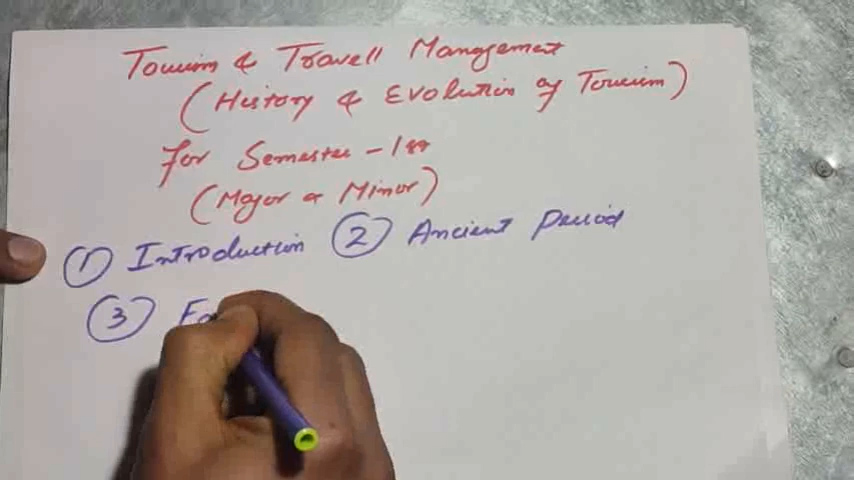 Tourism & Travell Management
(History & Evolution of Tourism)
for Semester - 1st
(Major or Minor)
① Introduction ② Ancient Period
③ Fa